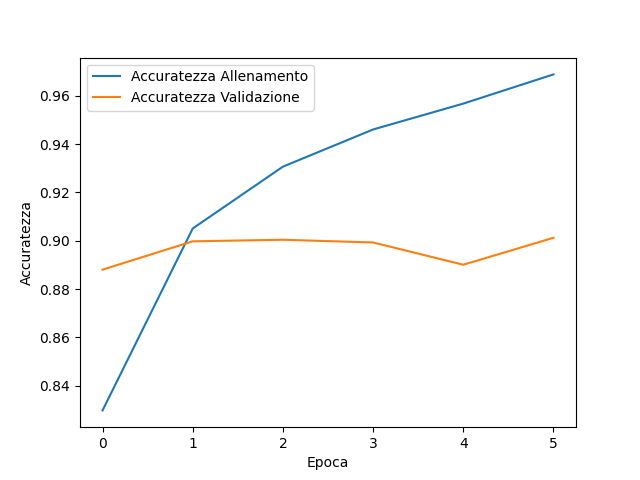 Accuratezza Allenamento
Accuratezza Validazione
0.96
0.94
0.92
0.90
0.88
0.86
0.84
Accuratezza
0 1 2 3 4 5
Epoca